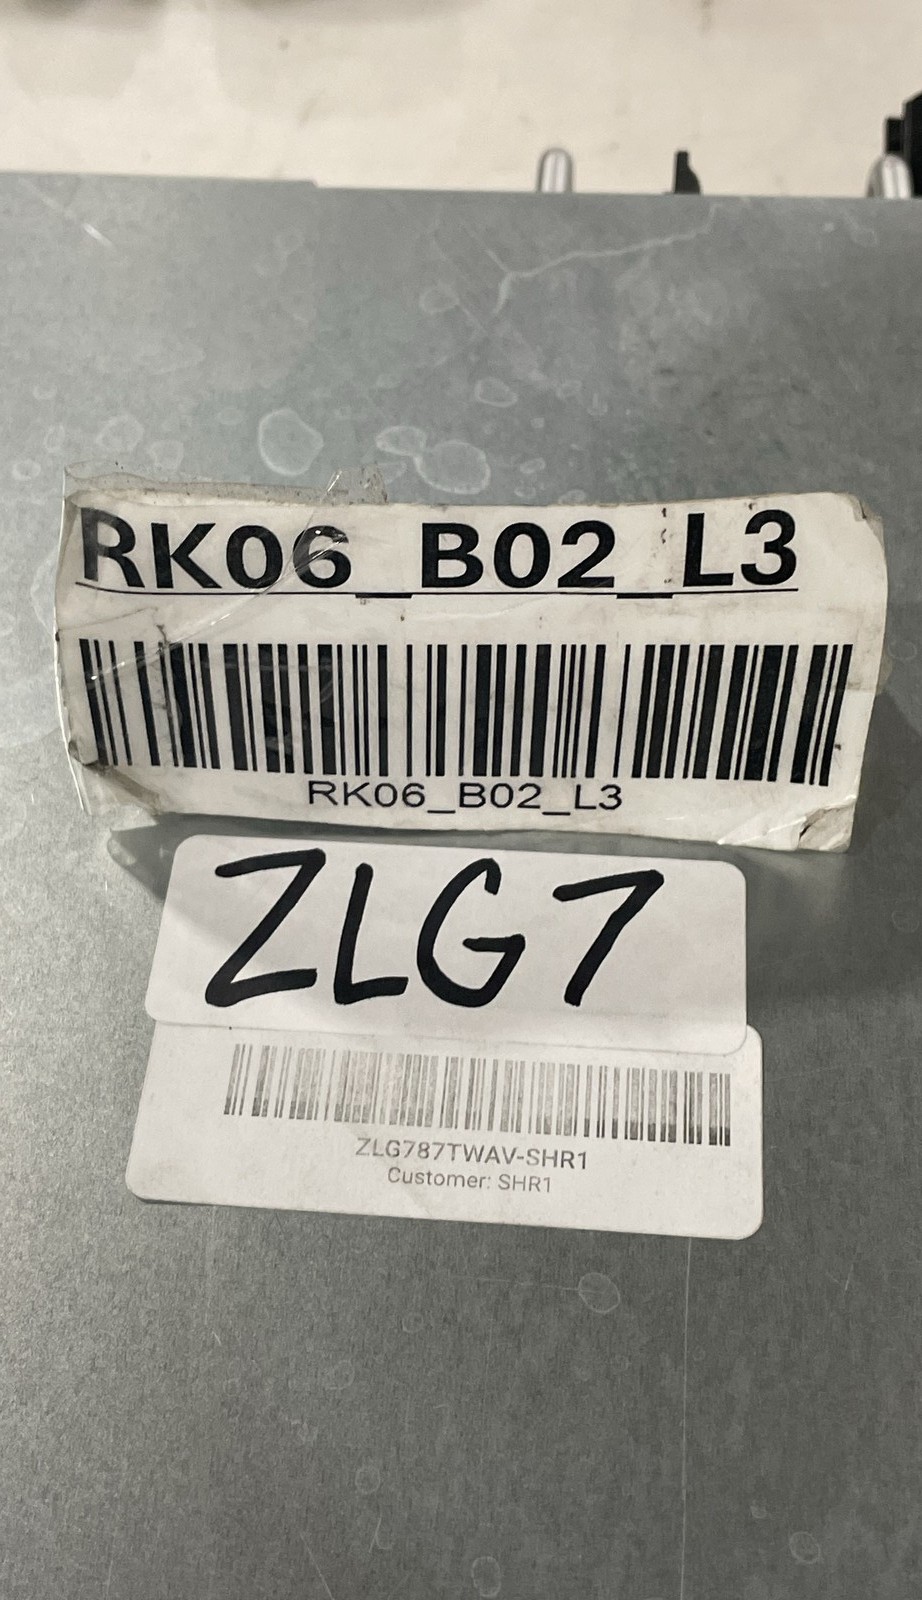 RK06_B02_L3
RK06_B02_L3
ZLG7
ZLG787TWAV-SHR1
Customer: SHR1